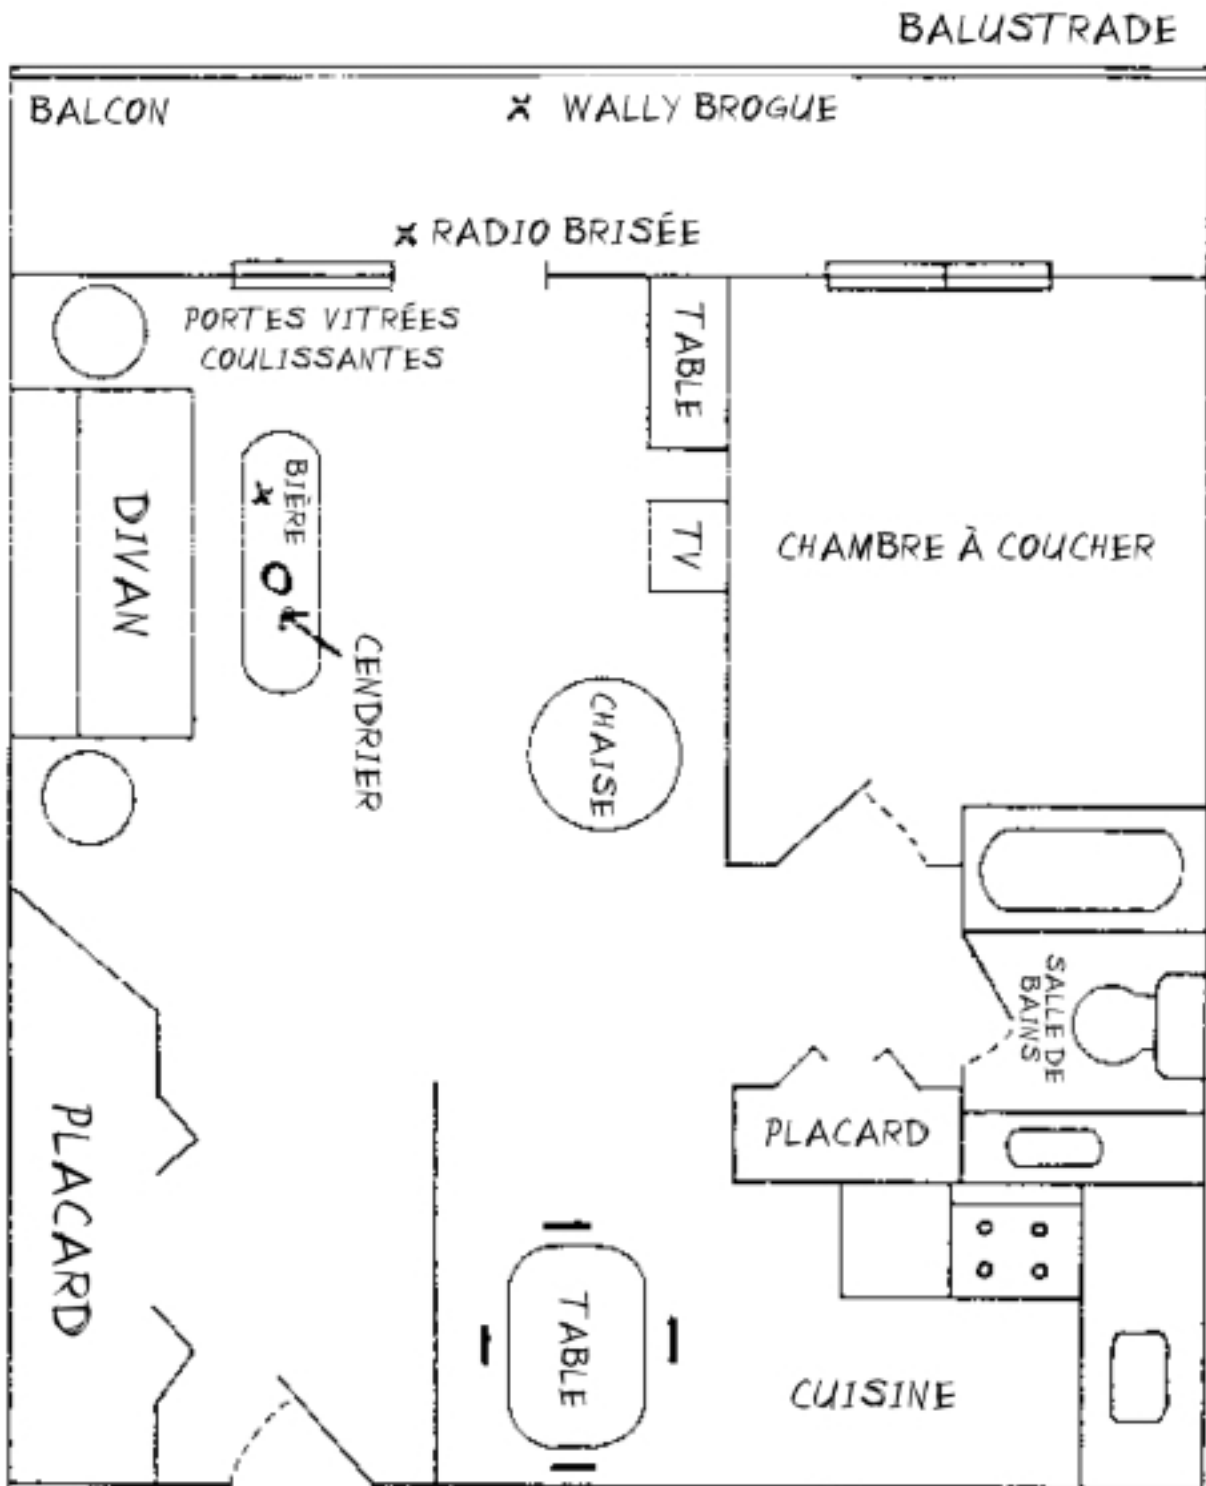 BALUSTRADE
BALCON
x WALLY BROGUE
x RADIO BRISÉE
PORTES VITRÉES
COULISSANTES
TABLE
BIÈRE
x
DIVAN
TV
CHAMBRE À COUCHER
CENDRIER
CHAISE
SALLE DE
BAINS
PLACARD
PLACARD
TABLE
CUISINE